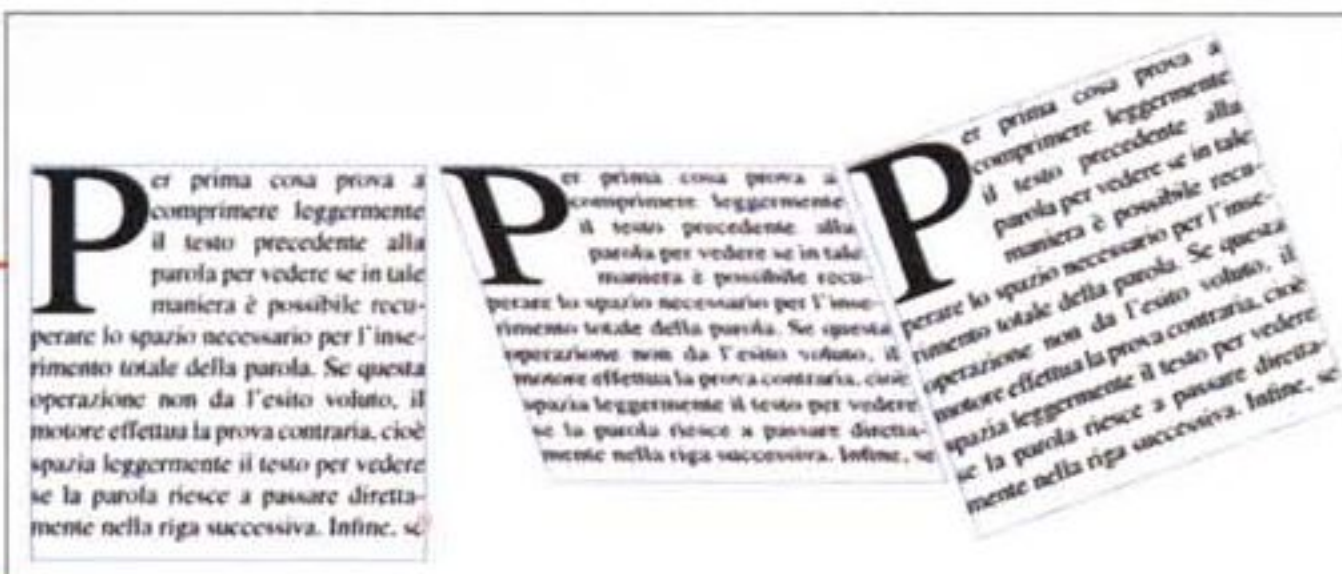 Per prima cosa prova a
comprimere leggermente
il testo precedente alla
parola per vedere se in tale
maniera è possibile recu-
perare lo spazio necessario per l'inse-
rimento totale della parola. Se questa
operazione non da l'esito voluto, il
motore effettua la prova contraria, cioè
spazia leggermente il testo per vedere
se la parola riesce a passare diretta-
mente nella riga successiva. Infine, se
Per prima cosa prova a
comprimere leggermente
il testo precedente alla
parola per vedere se in tale
maniera è possibile recu-
perare lo spazio necessario per l'inse-
rimento totale della parola. Se questa
operazione non da l'esito voluto, il
motore effettua la prova contraria, cioè
spazia leggermente il testo per vedere
se la parola riesce a passare diretta-
mente nella riga successiva. Infine, se
Per prima cosa prova a
comprimere leggermente
il testo precedente alla
parola per vedere se in tale
maniera è possibile recu-
perare lo spazio necessario per l'inse-
rimento totale della parola. Se questa
operazione non da l'esito voluto, il
motore effettua la prova contraria, cioè
spazia leggermente il testo per vedere
se la parola riesce a passare diretta-
mente nella riga successiva. Infine, se